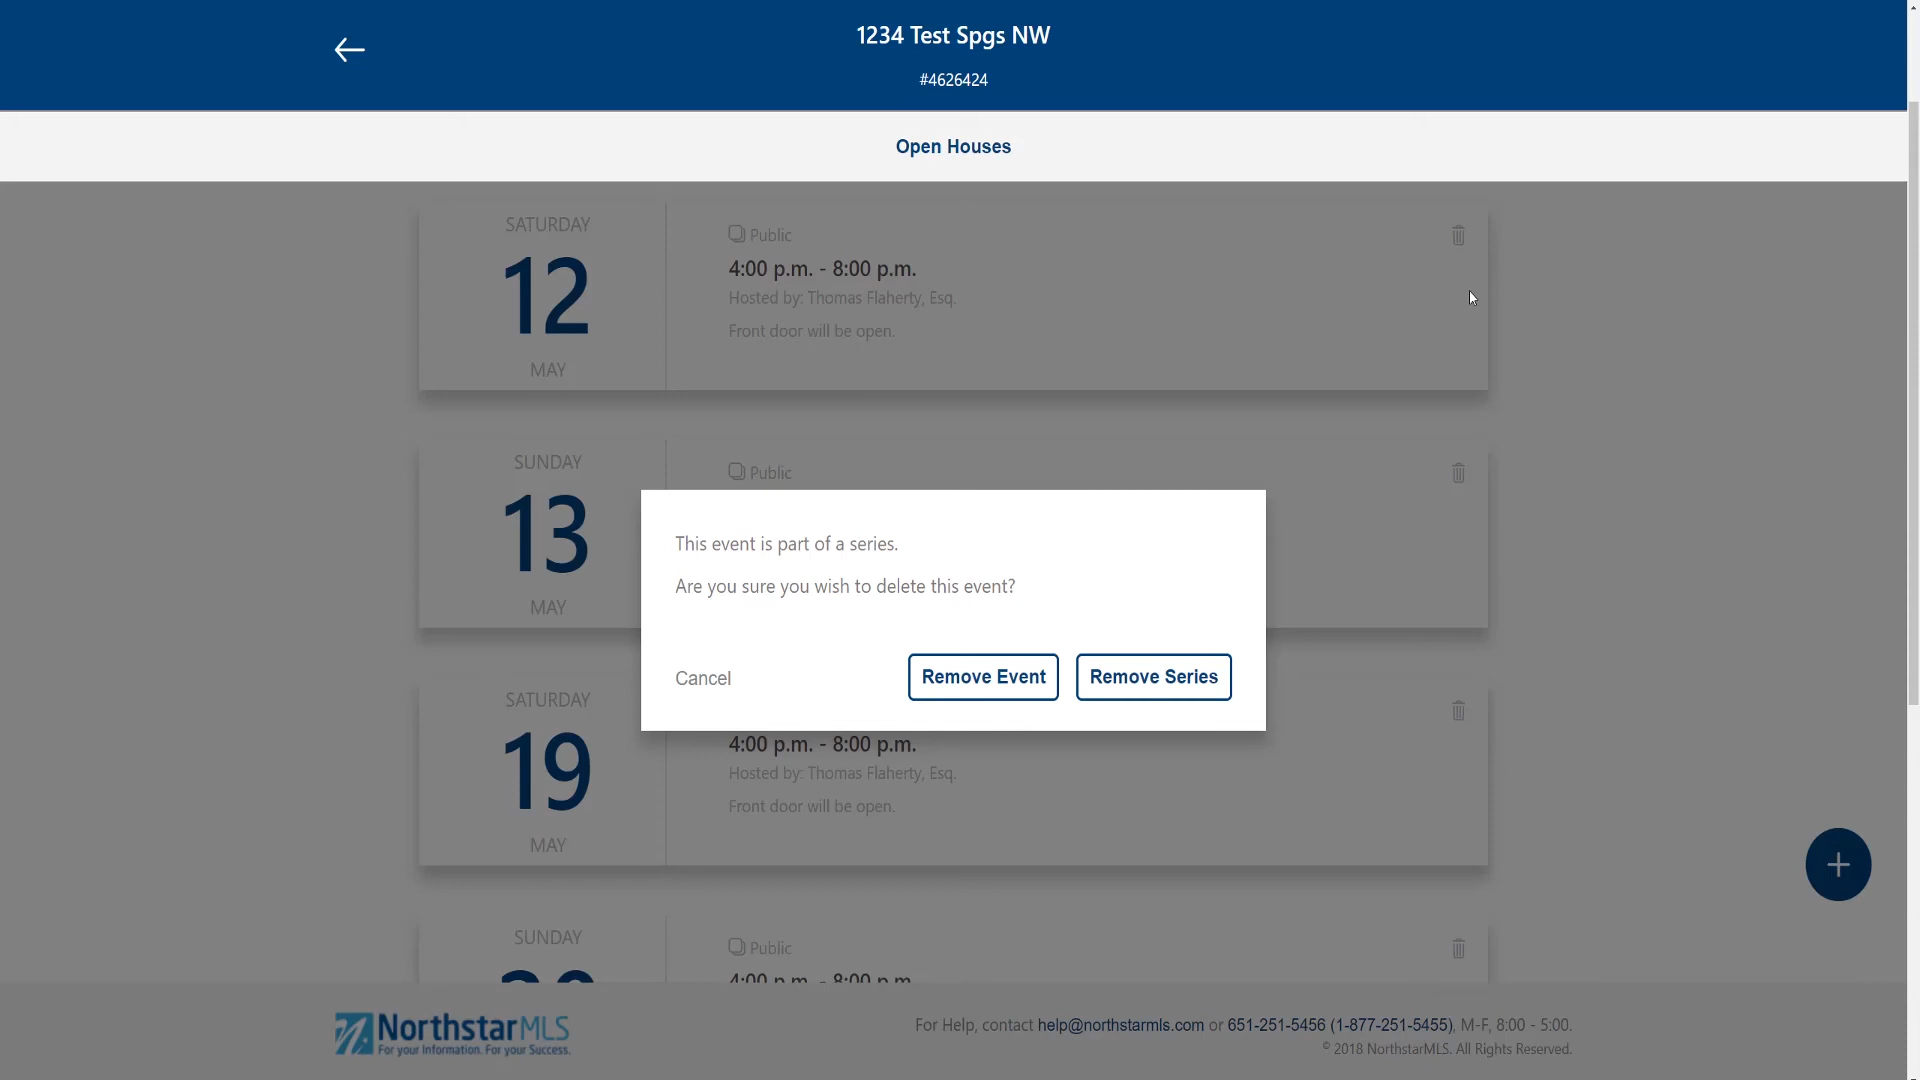 1234 Test Spgs NW
#4626424
Open Houses
SATURDAY
12
MAY
Public
4:00 p.m. - 8:00 p.m.
Hosted by: Thomas Flaherty, Esq.
Front door will be open.
SUNDAY
13
MAY
Public
This event is part of a series.
Are you sure you wish to delete this event?
Cancel
Remove Event
Remove Series
SATURDAY
19
MAY
4:00 p.m. - 8:00 p.m.
Hosted by: Thomas Flaherty, Esq.
Front door will be open.
SUNDAY
Public
4:00 p.m. - 8:00 p.m.
NorthstarMLS
For your Information. For your Success.
For Help, contact help@northstarmls.com or 651-251-5456 (1-877-251-5455), M-F, 8:00 - 5:00.
© 2018 NorthstarMLS. All Rights Reserved.